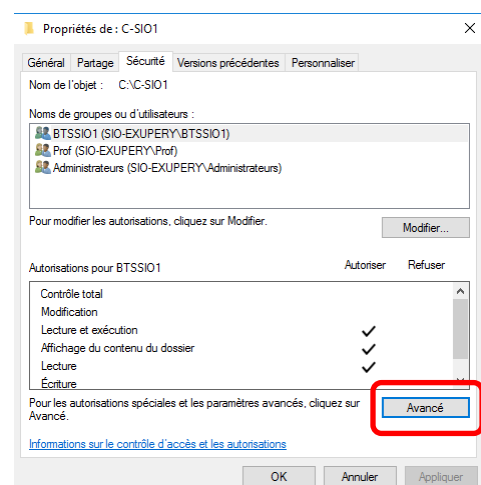 Propriétés de : C-SIO1
Général Partage Sécurité Versions précédentes Personnaliser
Nom de l'objet : C:\C-SIO1
Noms de groupes ou d'utilisateurs :
BTSSIO1 (SIO-EXUPERY\BTSSIO1)
Prof (SIO-EXUPERY\Prof)
Administrateurs (SIO-EXUPERY\Administrateurs)
Pour modifier les autorisations, cliquez sur Modifier.
Modifier...
Autorisations pour BTSSIO1 Autoriser Refuser
Contrôle total
Modification
Lecture et exécution
Affichage du contenu du dossier
Lecture
Écriture
Pour les autorisations spéciales et les paramètres avancés, cliquez sur
Avancé.
Avancé
Informations sur le contrôle d'accès et les autorisations
OK Annuler Appliquer